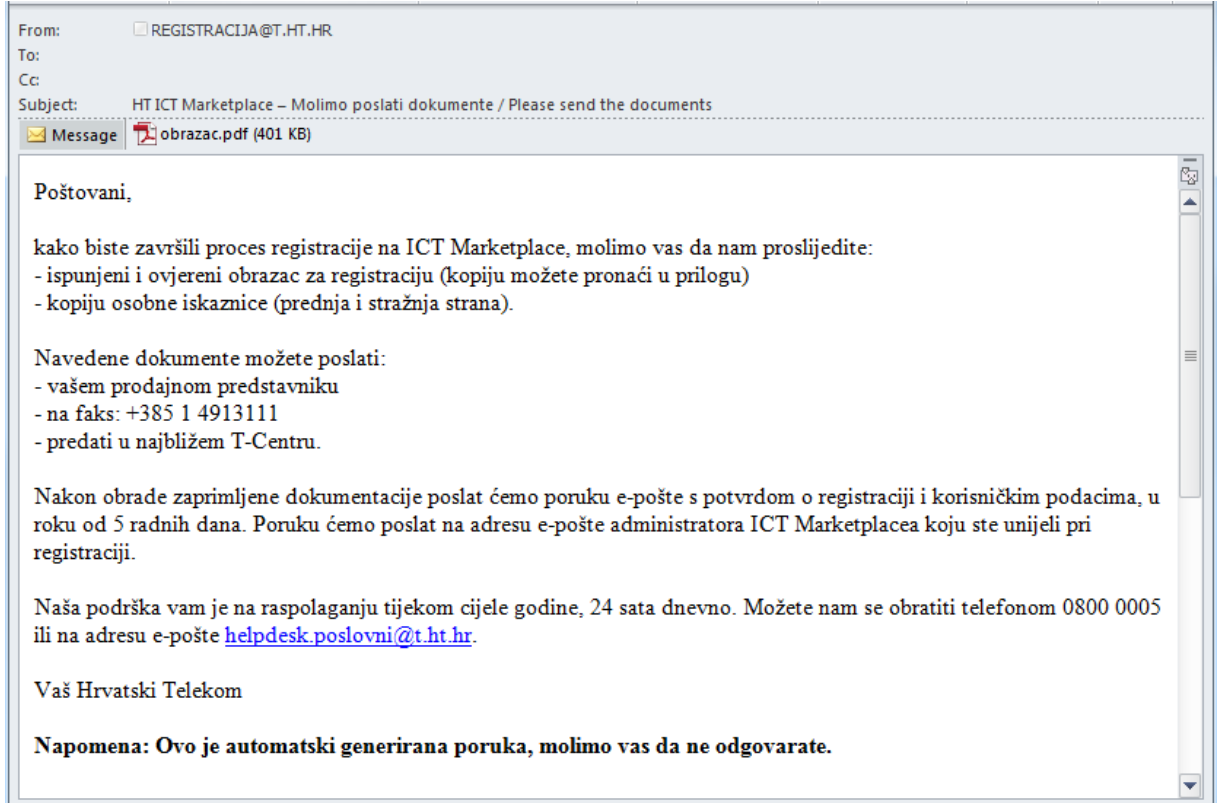 From: REGISTRACIJA@T.HT.HR
To:
Cc:
Subject: HT ICT Marketplace – Molimo poslati dokumente / Please send the documents
Message obrazac.pdf (401 KB)
Poštovani,
kako biste završili proces registracije na ICT Marketplace, molimo vas da nam proslijedite:
- ispunjeni i ovjereni obrazac za registraciju (kopiju možete pronaći u prilogu)
- kopiju osobne iskaznice (prednja i stražnja strana).
Navedene dokumente možete poslati:
- vašem prodajnom predstavniku
- na faks: +385 1 4913111
- predati u najbližem T-Centru.
Nakon obrade zaprimljene dokumentacije poslat ćemo poruku e-pošte s potvrdom o registraciji i korisničkim podacima, u
roku od 5 radnih dana. Poruku ćemo poslat na adresu e-pošte administratora ICT Marketplacea koju ste unijeli pri
registraciji.
Naša podrška vam je na raspolaganju tijekom cijele godine, 24 sata dnevno. Možete nam se obratiti telefonom 0800 0005
ili na adresu e-pošte helpdesk.poslovni@t.ht.hr.
Vaš Hrvatski Telekom
Napomena: Ovo je automatski generirana poruka, molimo vas da ne odgovarate.